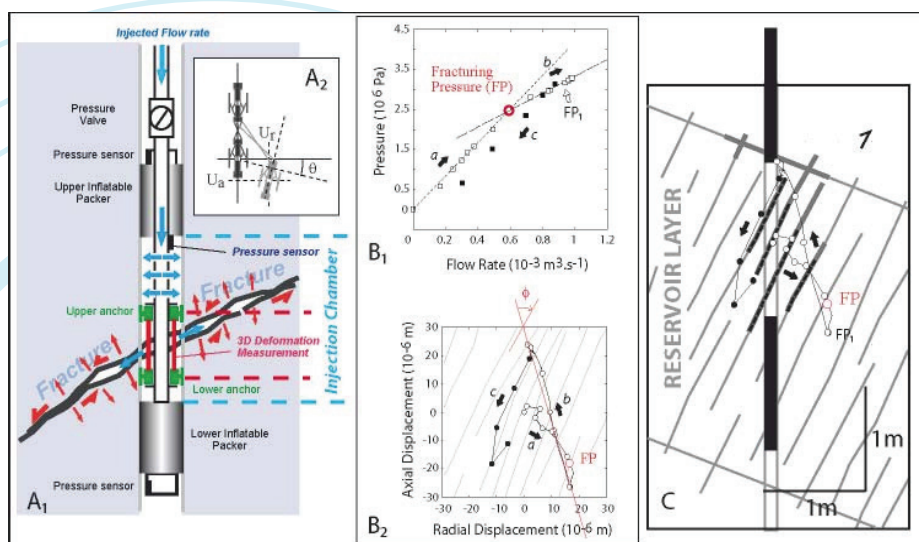 Injected Flow rate
Pressure Valve
Pressure sensor
Upper Inflatable Packer
Pressure sensor
Fracture
Upper anchor
3D Deformation Measurement
Fracture
Lower anchor
Injection Chamber
Lower Inflatable Packer
Pressure sensor
A1
A2
Ur
θ
Ua
Pressure (10^6 Pa)
4.5
3.5
2.5
1.5
0.5
Fracturing Pressure (FP)
a
b
c
FP1
0
0.2
0.4
0.6
0.8
1
1.2
B1
Flow Rate (10^-3 m^3.s^-1)
ϕ
Axial Displacement (10^-6 m)
30
20
10
0
-10
-20
-30
c
b
a
FP
-30
-20
-10
0
10
20
30
B2
Radial Displacement (10^-6 m)
RESERVOIR LAYER
1
FP
FP1
1m
1m
C